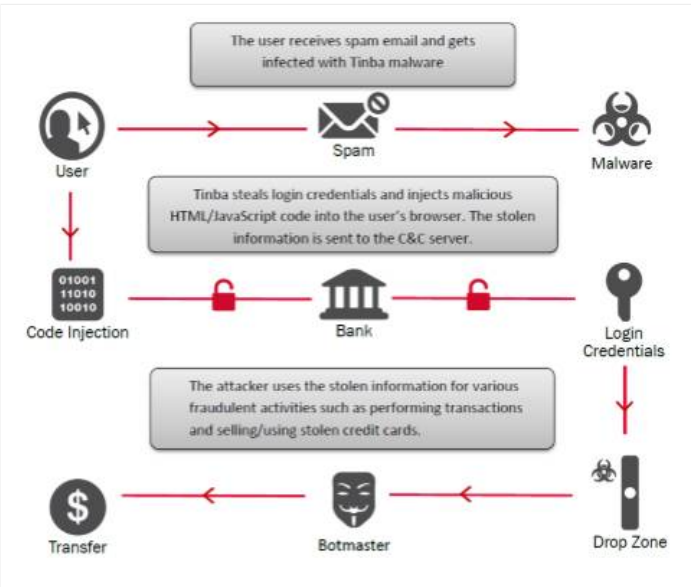 The user receives spam email and gets
infected with Tinba malware
User
Spam
Malware
Tinba steals login credentials and injects malicious
HTML/JavaScript code into the user's browser. The stolen
information is sent to the C&C server.
01001
11010
10010
Code Injection
Bank
Login
Credentials
The attacker uses the stolen information for various
fraudulent activities such as performing transactions
and selling/using stolen credit cards.
$
Transfer
Botmaster
Drop Zone